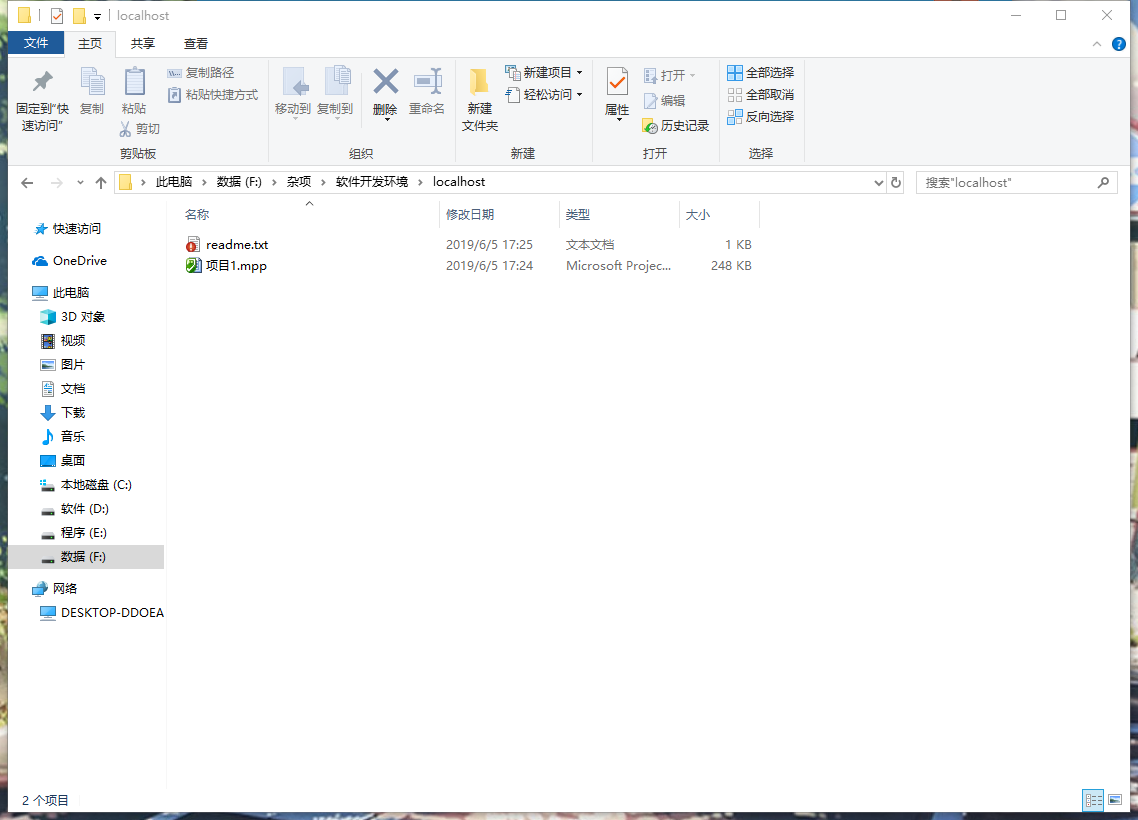 localhost
文件 主页 共享 查看
固定到"快速访问"
复制
粘贴
复制路径
粘贴快捷方式
剪切
剪贴板
移动到
复制到
删除
重命名
组织
新建
文件夹
新建项目
轻松访问
新建
属性
打开
编辑
历史记录
打开
全部选择
全部取消
反向选择
选择
此电脑 数据 (F:) 杂项 软件开发环境 localhost
搜索"localhost"
名称 修改日期 类型 大小
readme.txt 2019/6/5 17:25 文本文档 1 KB
项目1.mpp 2019/6/5 17:24 Microsoft Projec... 248 KB
快速访问
OneDrive
此电脑
3D 对象
视频
图片
文档
下载
音乐
桌面
本地磁盘 (C:)
软件 (D:)
程序 (E:)
数据 (F:)
网络
DESKTOP-DDOEA
2 个项目